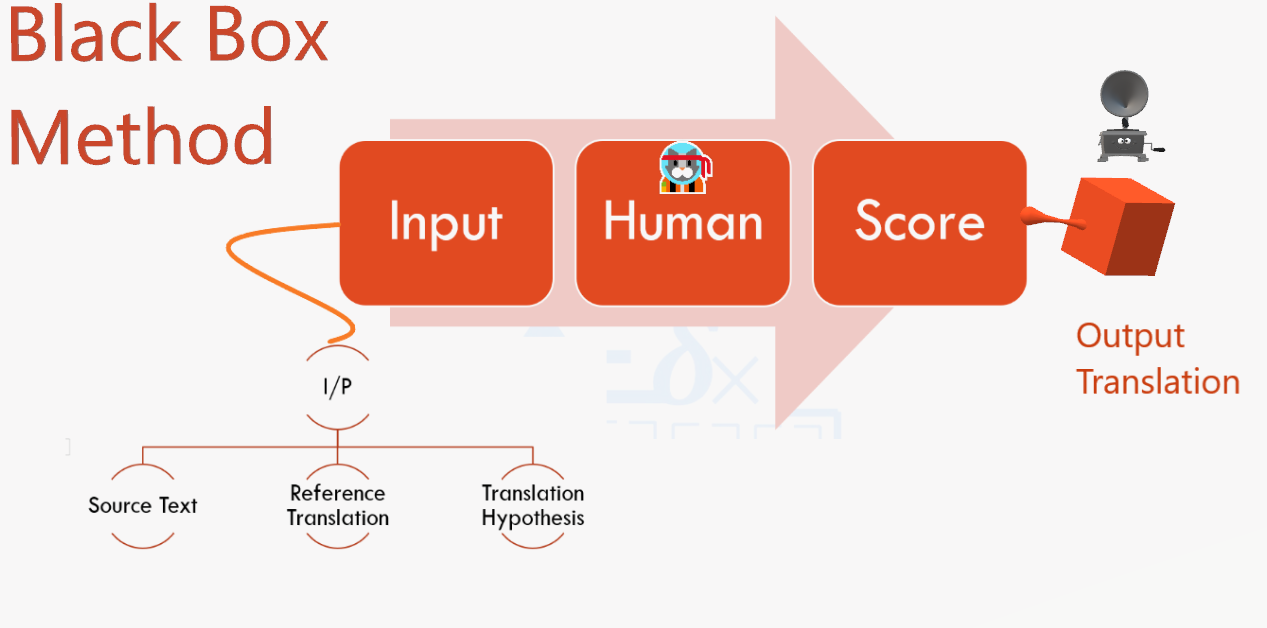 Black Box
Method
Input
Human
Score
Output
Translation
I/P
Source Text
Reference
Translation
Translation
Hypothesis